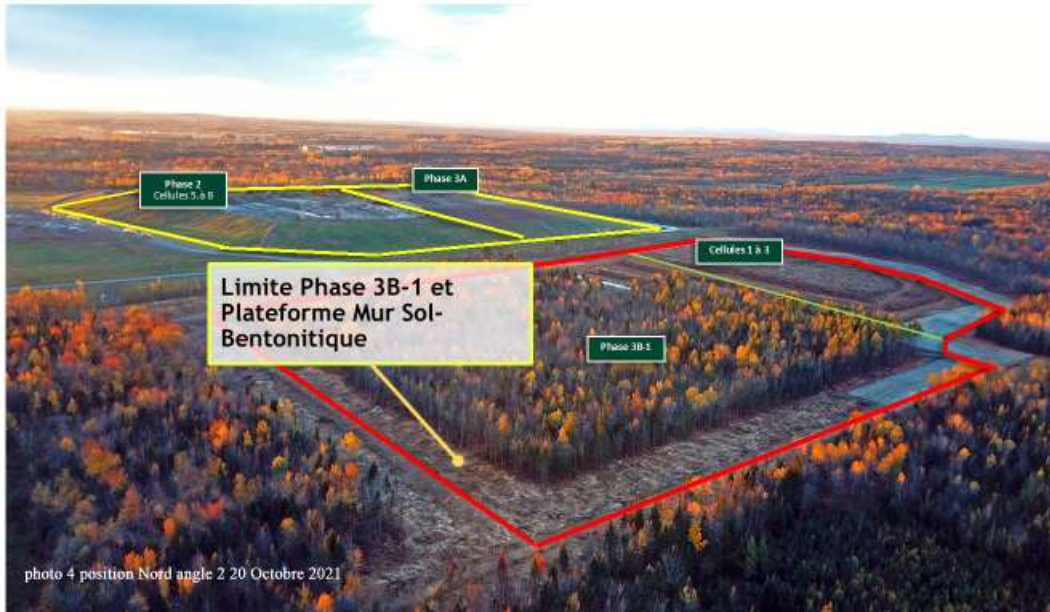 Phase 2
Cellules 5 à 8
Phase 3A
Cellules 1 à 3
Limite Phase 3B-1 et
Plateforme Mur Sol-
Bentonitique
Phase 3B-1
photo 4 position Nord angle 2 20 Octobre 2021